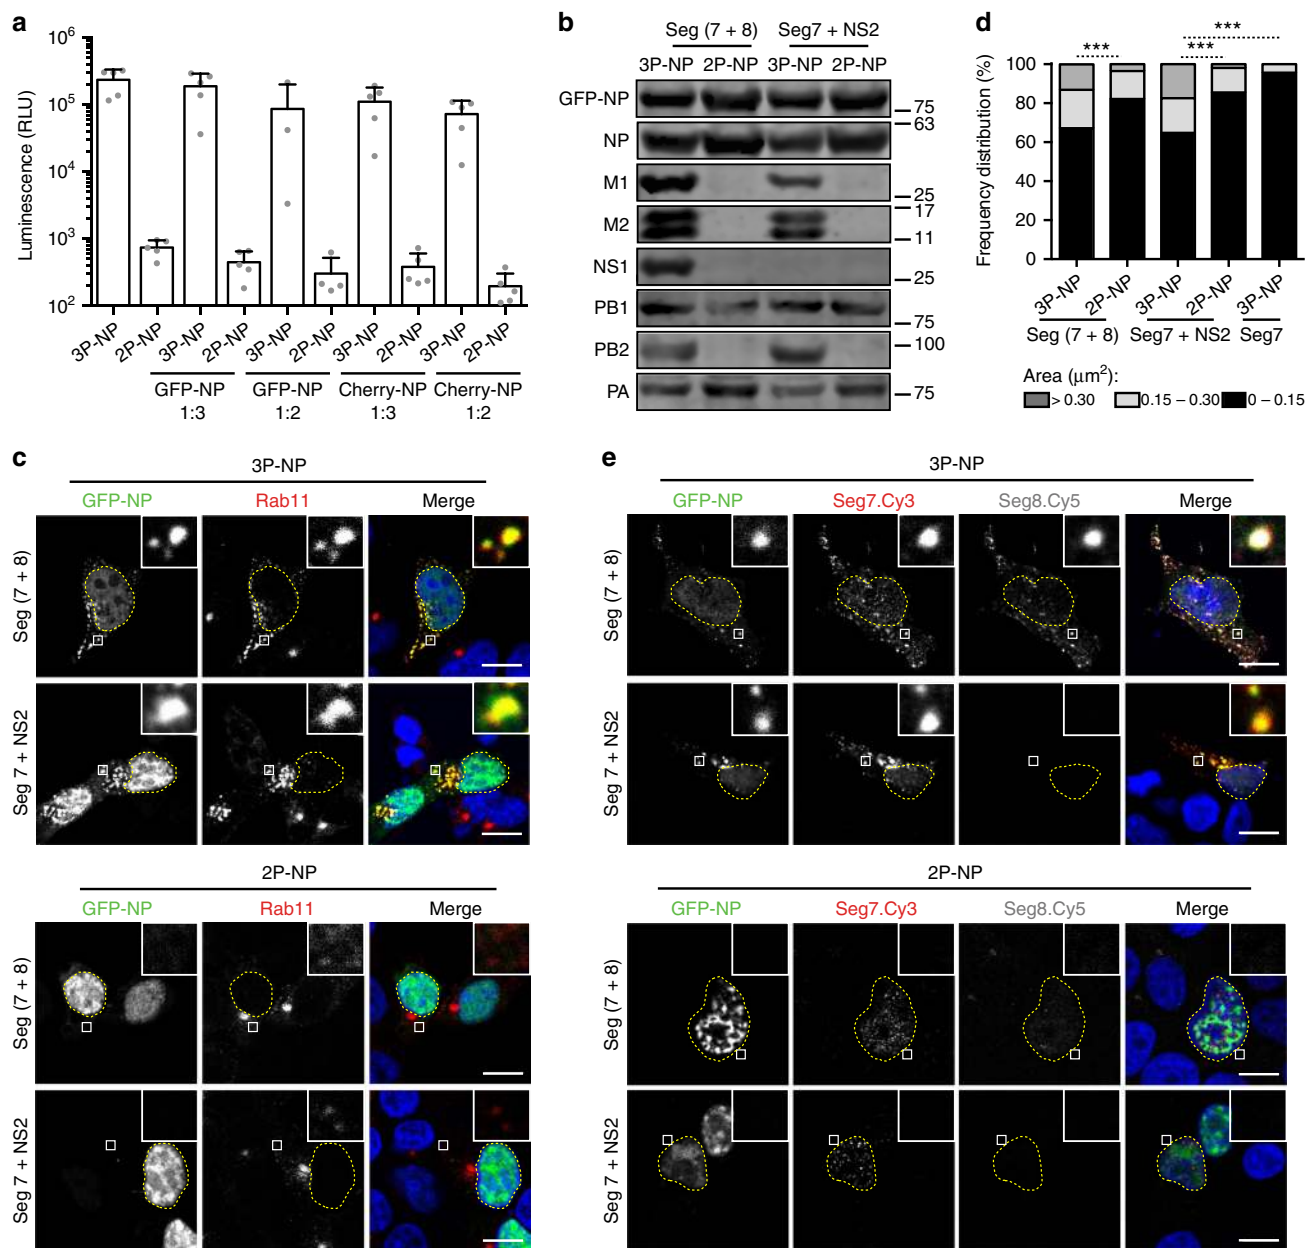 a
Luminescence (RLU)
10^6
10^5
10^4
10^3
10^2
3P-NP 2P-NP 3P-NP 2P-NP 3P-NP 2P-NP 3P-NP 2P-NP 3P-NP 2P-NP
GFP-NP 1:3
GFP-NP 1:2
Cherry-NP 1:3
Cherry-NP 1:2
b
Seg (7 + 8) Seg7 + NS2
3P-NP 2P-NP 3P-NP 2P-NP
GFP-NP 75
63
NP
M1 25
17
M2 11
NS1 25
PB1 75
PB2 100
PA 75
d
Frequency distribution (%)
*** *** ***
100
80
60
40
20
0
3P-NP 2P-NP 3P-NP 2P-NP 3P-NP
Seg (7 + 8) Seg7 + NS2 Seg7
Area (μm²):
> 0.30 0.15 – 0.30 0 – 0.15
c
3P-NP
GFP-NP Rab11 Merge
Seg (7 + 8)
Seg 7 + NS2
2P-NP
GFP-NP Rab11 Merge
Seg (7 + 8)
Seg 7 + NS2
e
3P-NP
GFP-NP Seg7.Cy3 Seg8.Cy5 Merge
Seg (7 + 8)
Seg 7 + NS2
2P-NP
GFP-NP Seg7.Cy3 Seg8.Cy5 Merge
Seg (7 + 8)
Seg 7 + NS2